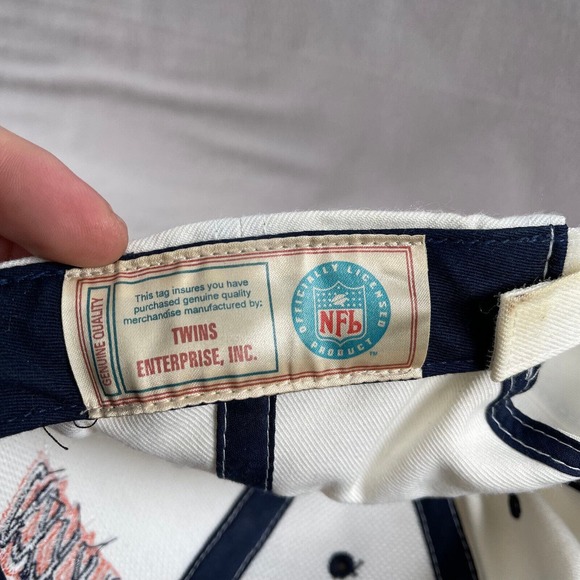 GENUINE QUALITY
This tag insures you have
purchased genuine quality
merchandise manufactured by:
TWINS
ENTERPRISE, INC.
OFFICIALLY LICENSED
NFL
PRODUCT
™